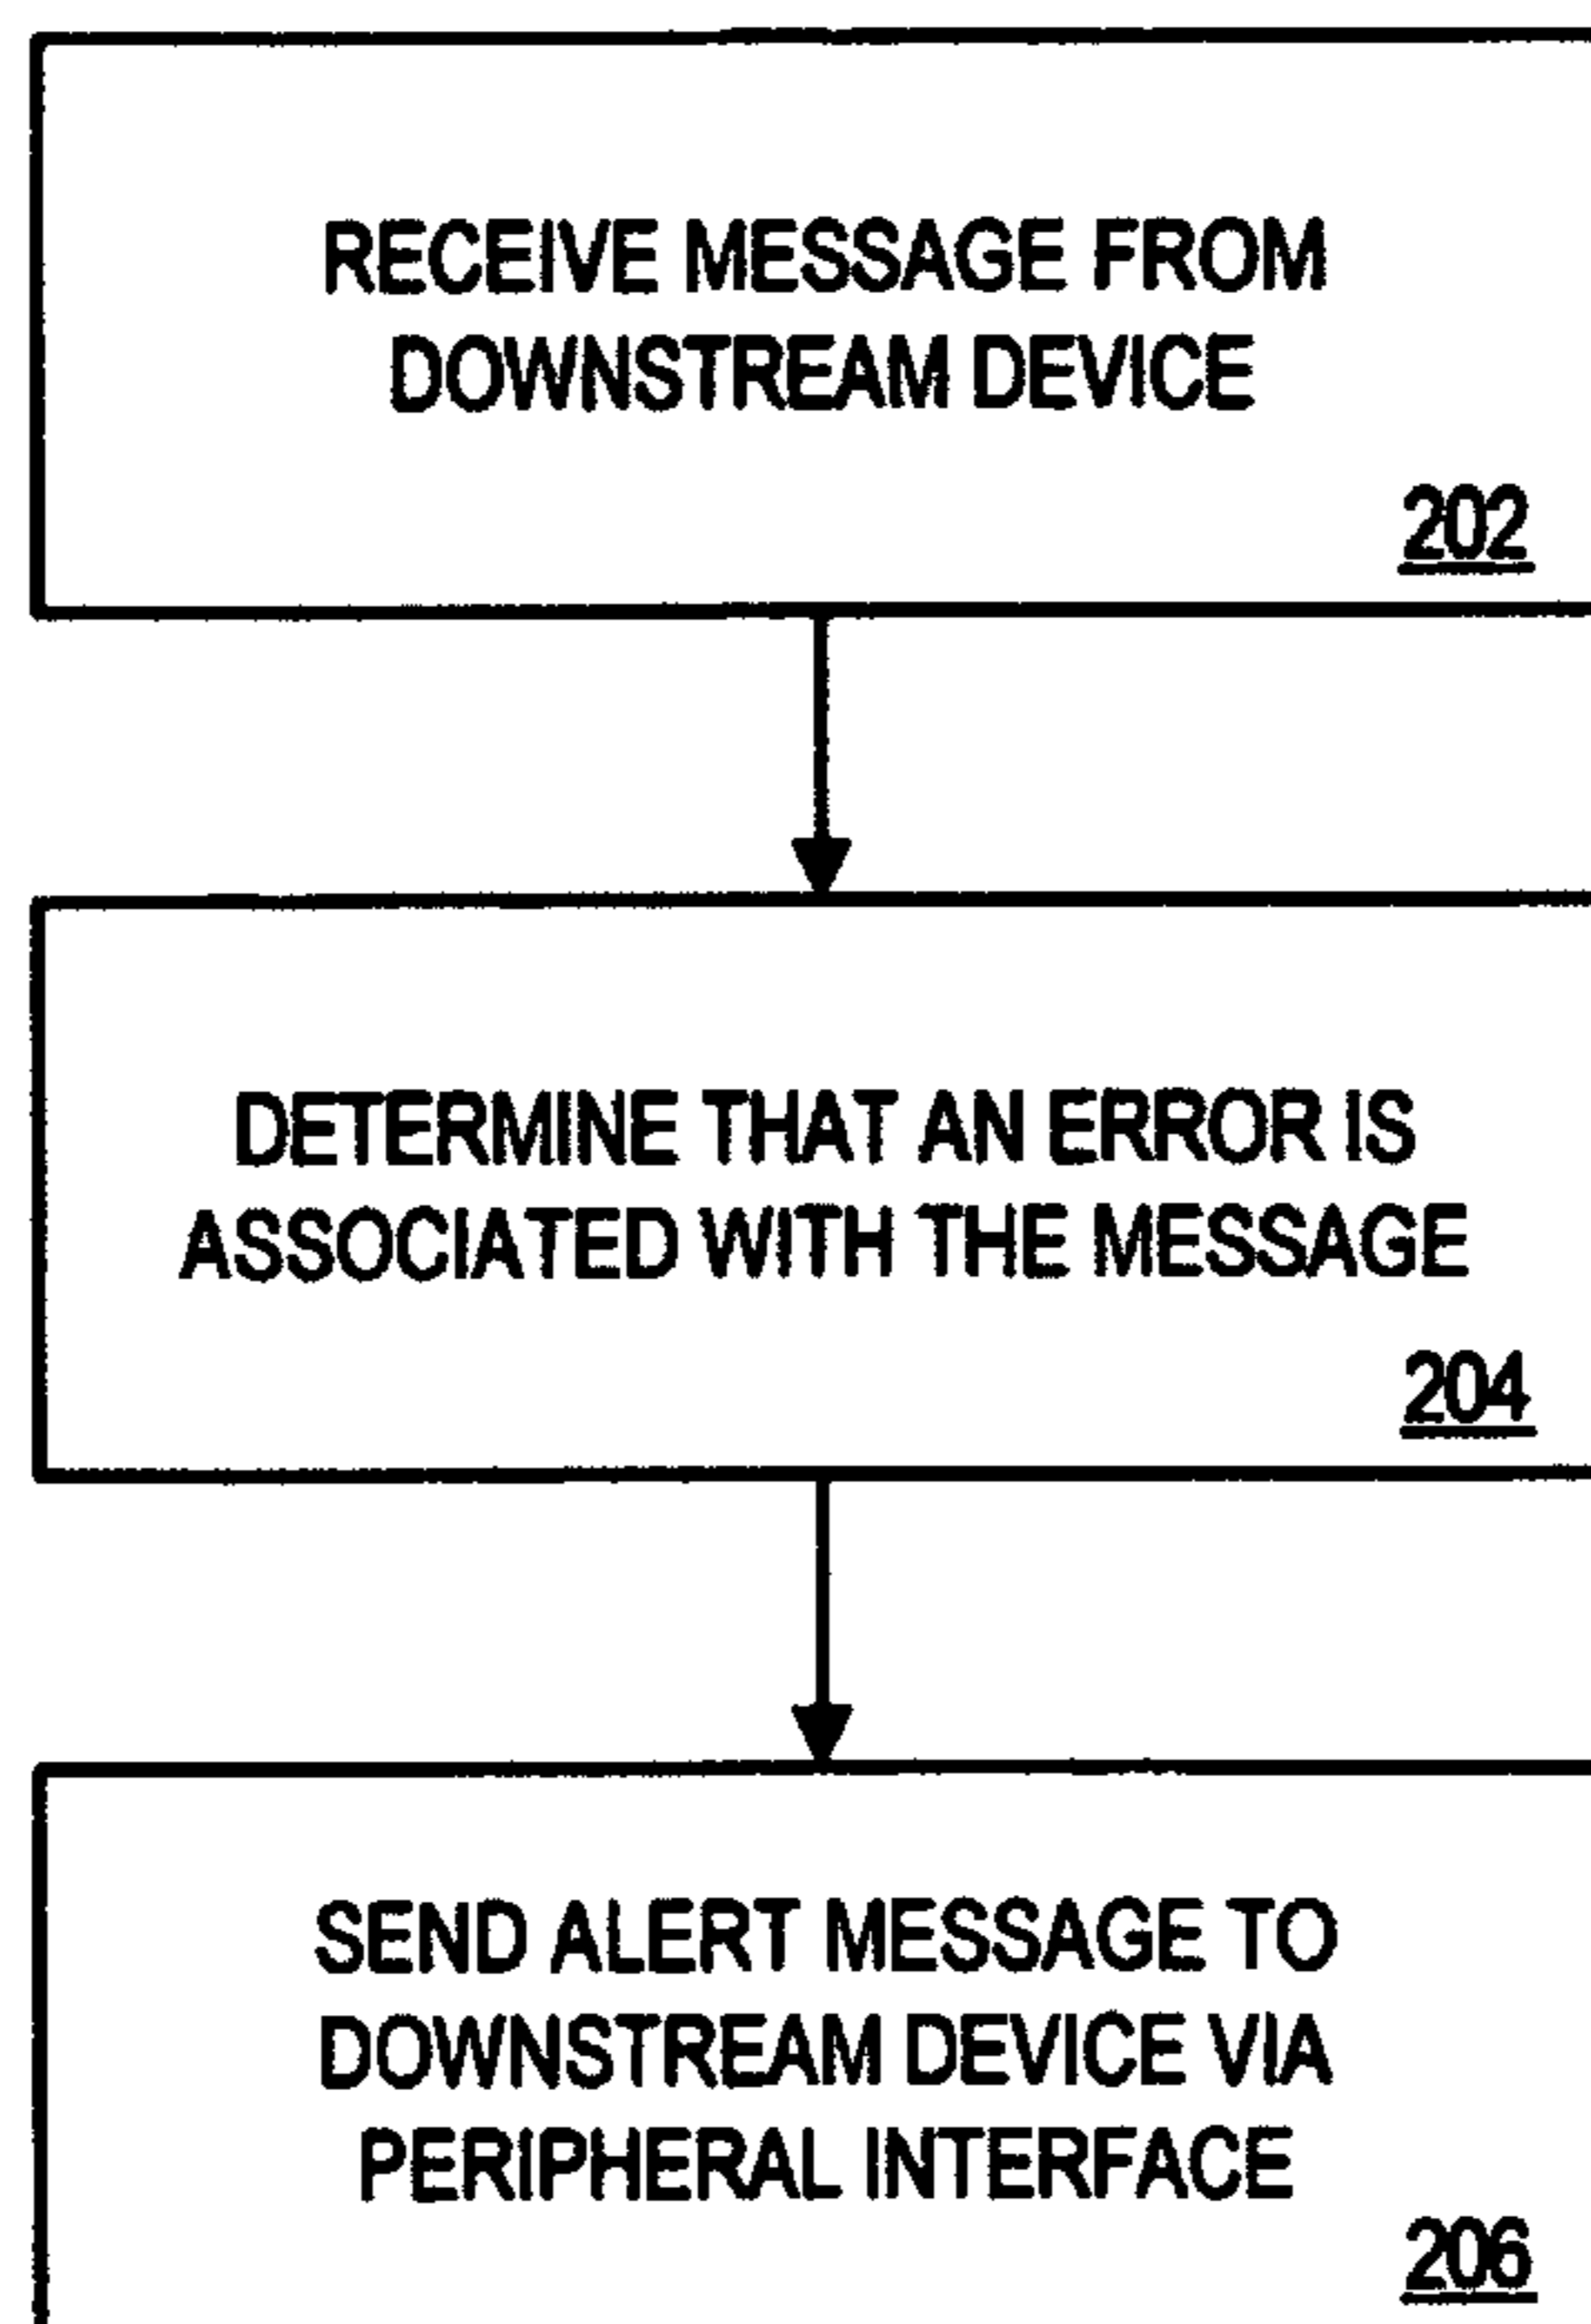 RECEIVE MESSAGE FROM
DOWNSTREAM DEVICE
202
DETERMINE THAT AN ERROR IS
ASSOCIATED WITH THE MESSAGE
204
SEND ALERT MESSAGE TO
DOWNSTREAM DEVICE VIA
PERIPHERAL INTERFACE
206